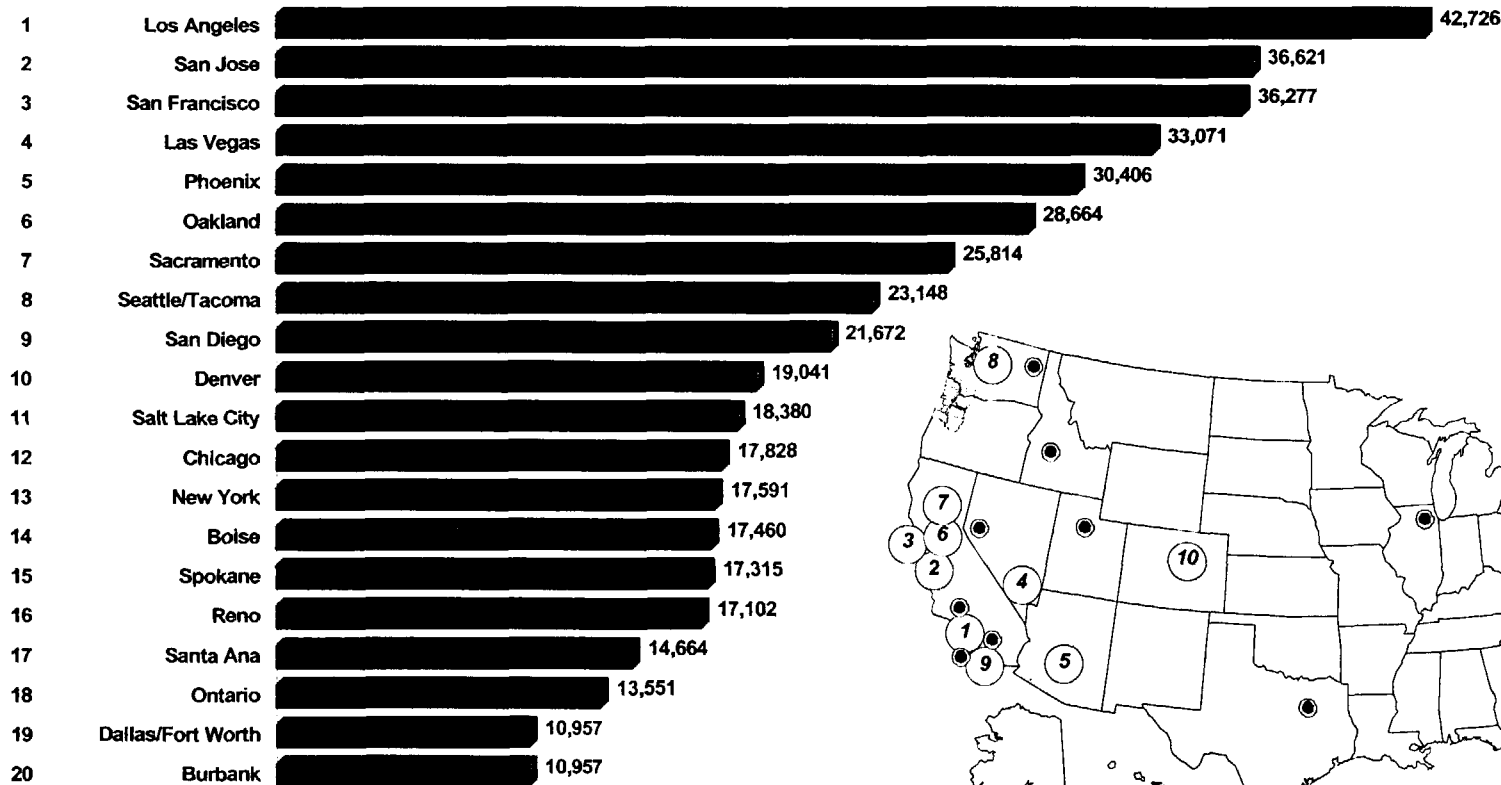 1 Los Angeles 42,726
2 San Jose 36,621
3 San Francisco 36,277
4 Las Vegas 33,071
5 Phoenix 30,406
6 Oakland 28,664
7 Sacramento 25,814
8 Seattle/Tacoma 23,148
9 San Diego 21,672
10 Denver 19,041
11 Salt Lake City 18,380
12 Chicago 17,828
13 New York 17,591
14 Boise 17,460
15 Spokane 17,315
16 Reno 17,102
17 Santa Ana 14,664
18 Ontario 13,551
19 Dallas/Fort Worth 10,957
20 Burbank 10,957
8
7
3 6
2
10
4
1
9
5